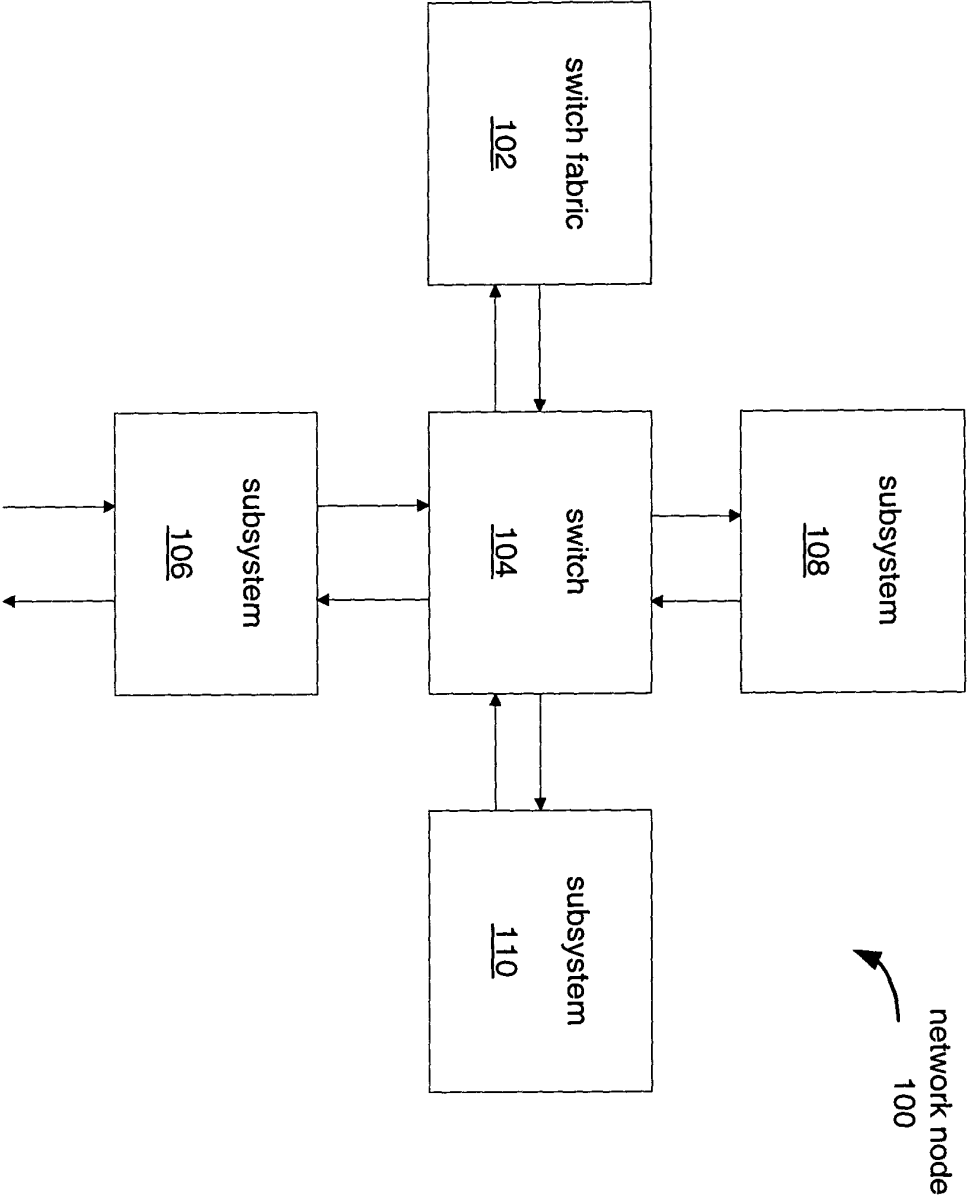 network node
100
subsystem
108
switch fabric
102
switch
104
subsystem
110
subsystem
106